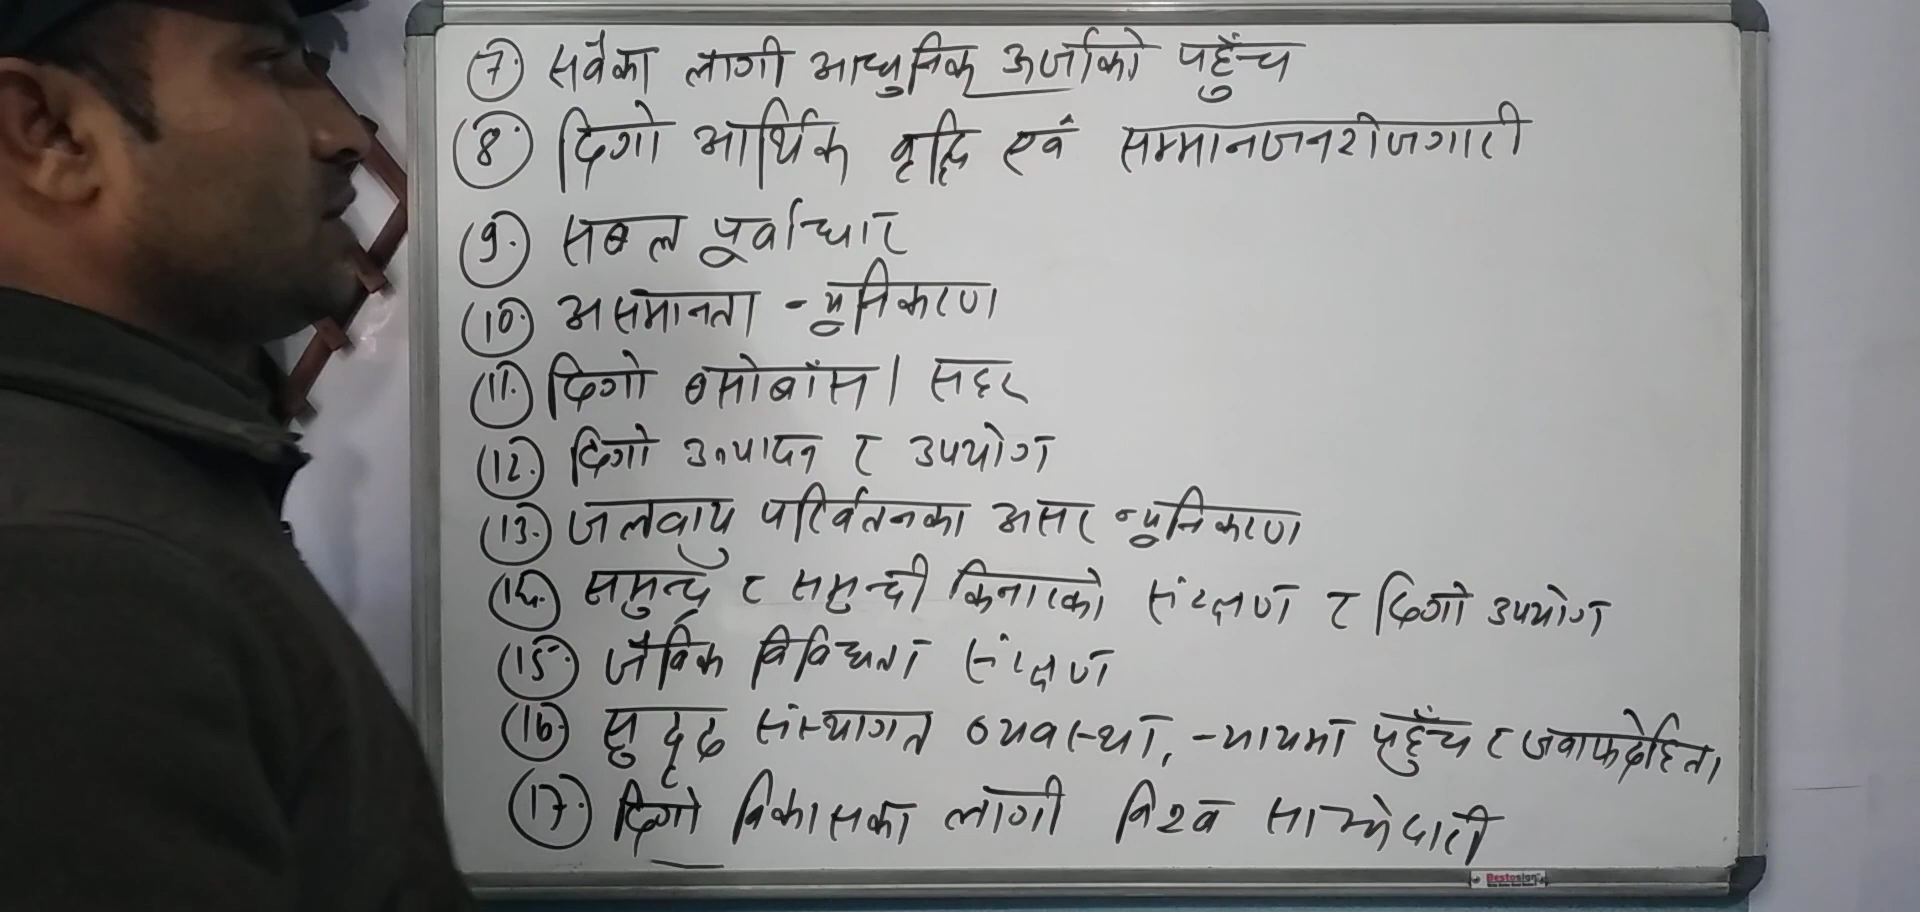 7. सबैका लागी आधुनिक ऊर्जाको पहुँच
8. दिगो आर्थिक वृद्धि एवं सम्मानजनरोजगारी
9. सबल पूर्वाधार
10. असमानता न्यूनिकरण
11. दिगो बसोबास। सहर
12. दिगो उत्पादन र उपयोग
13. जलवायु परिवर्तनका असर न्यूनिकरण
14. समुन्द्र र समुन्द्री किनारको संरक्षण र दिगो उपयोग
15. जैविक विविधता संरक्षण
16. सुदृढ संस्थागत व्यवस्था, न्यायमा पहुँच र जवाफदेहिता
17. दिगो विकासका लागी विश्व साझेदारी
Bestosign